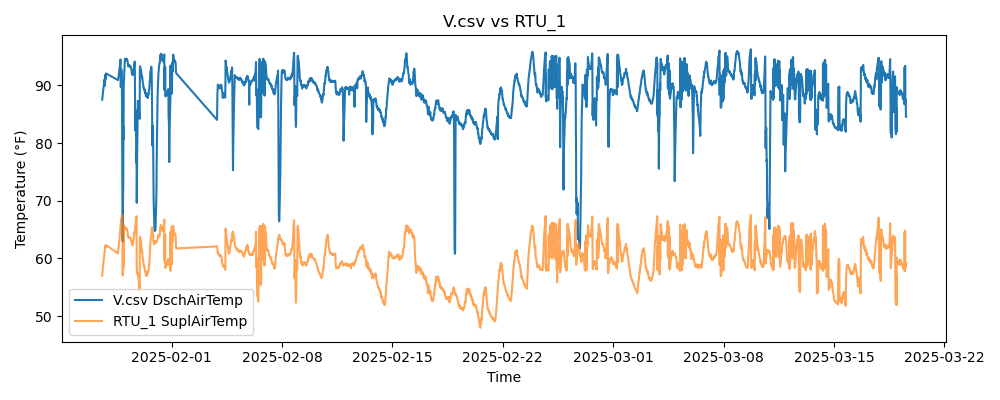 V.csv vs RTU_1
Temperature (°F)
90
80
70
60
50
V.csv DschAirTemp
RTU_1 SuplAirTemp
2025-02-01
2025-02-08
2025-02-15
2025-02-22
2025-03-01
2025-03-08
2025-03-15
2025-03-22
Time